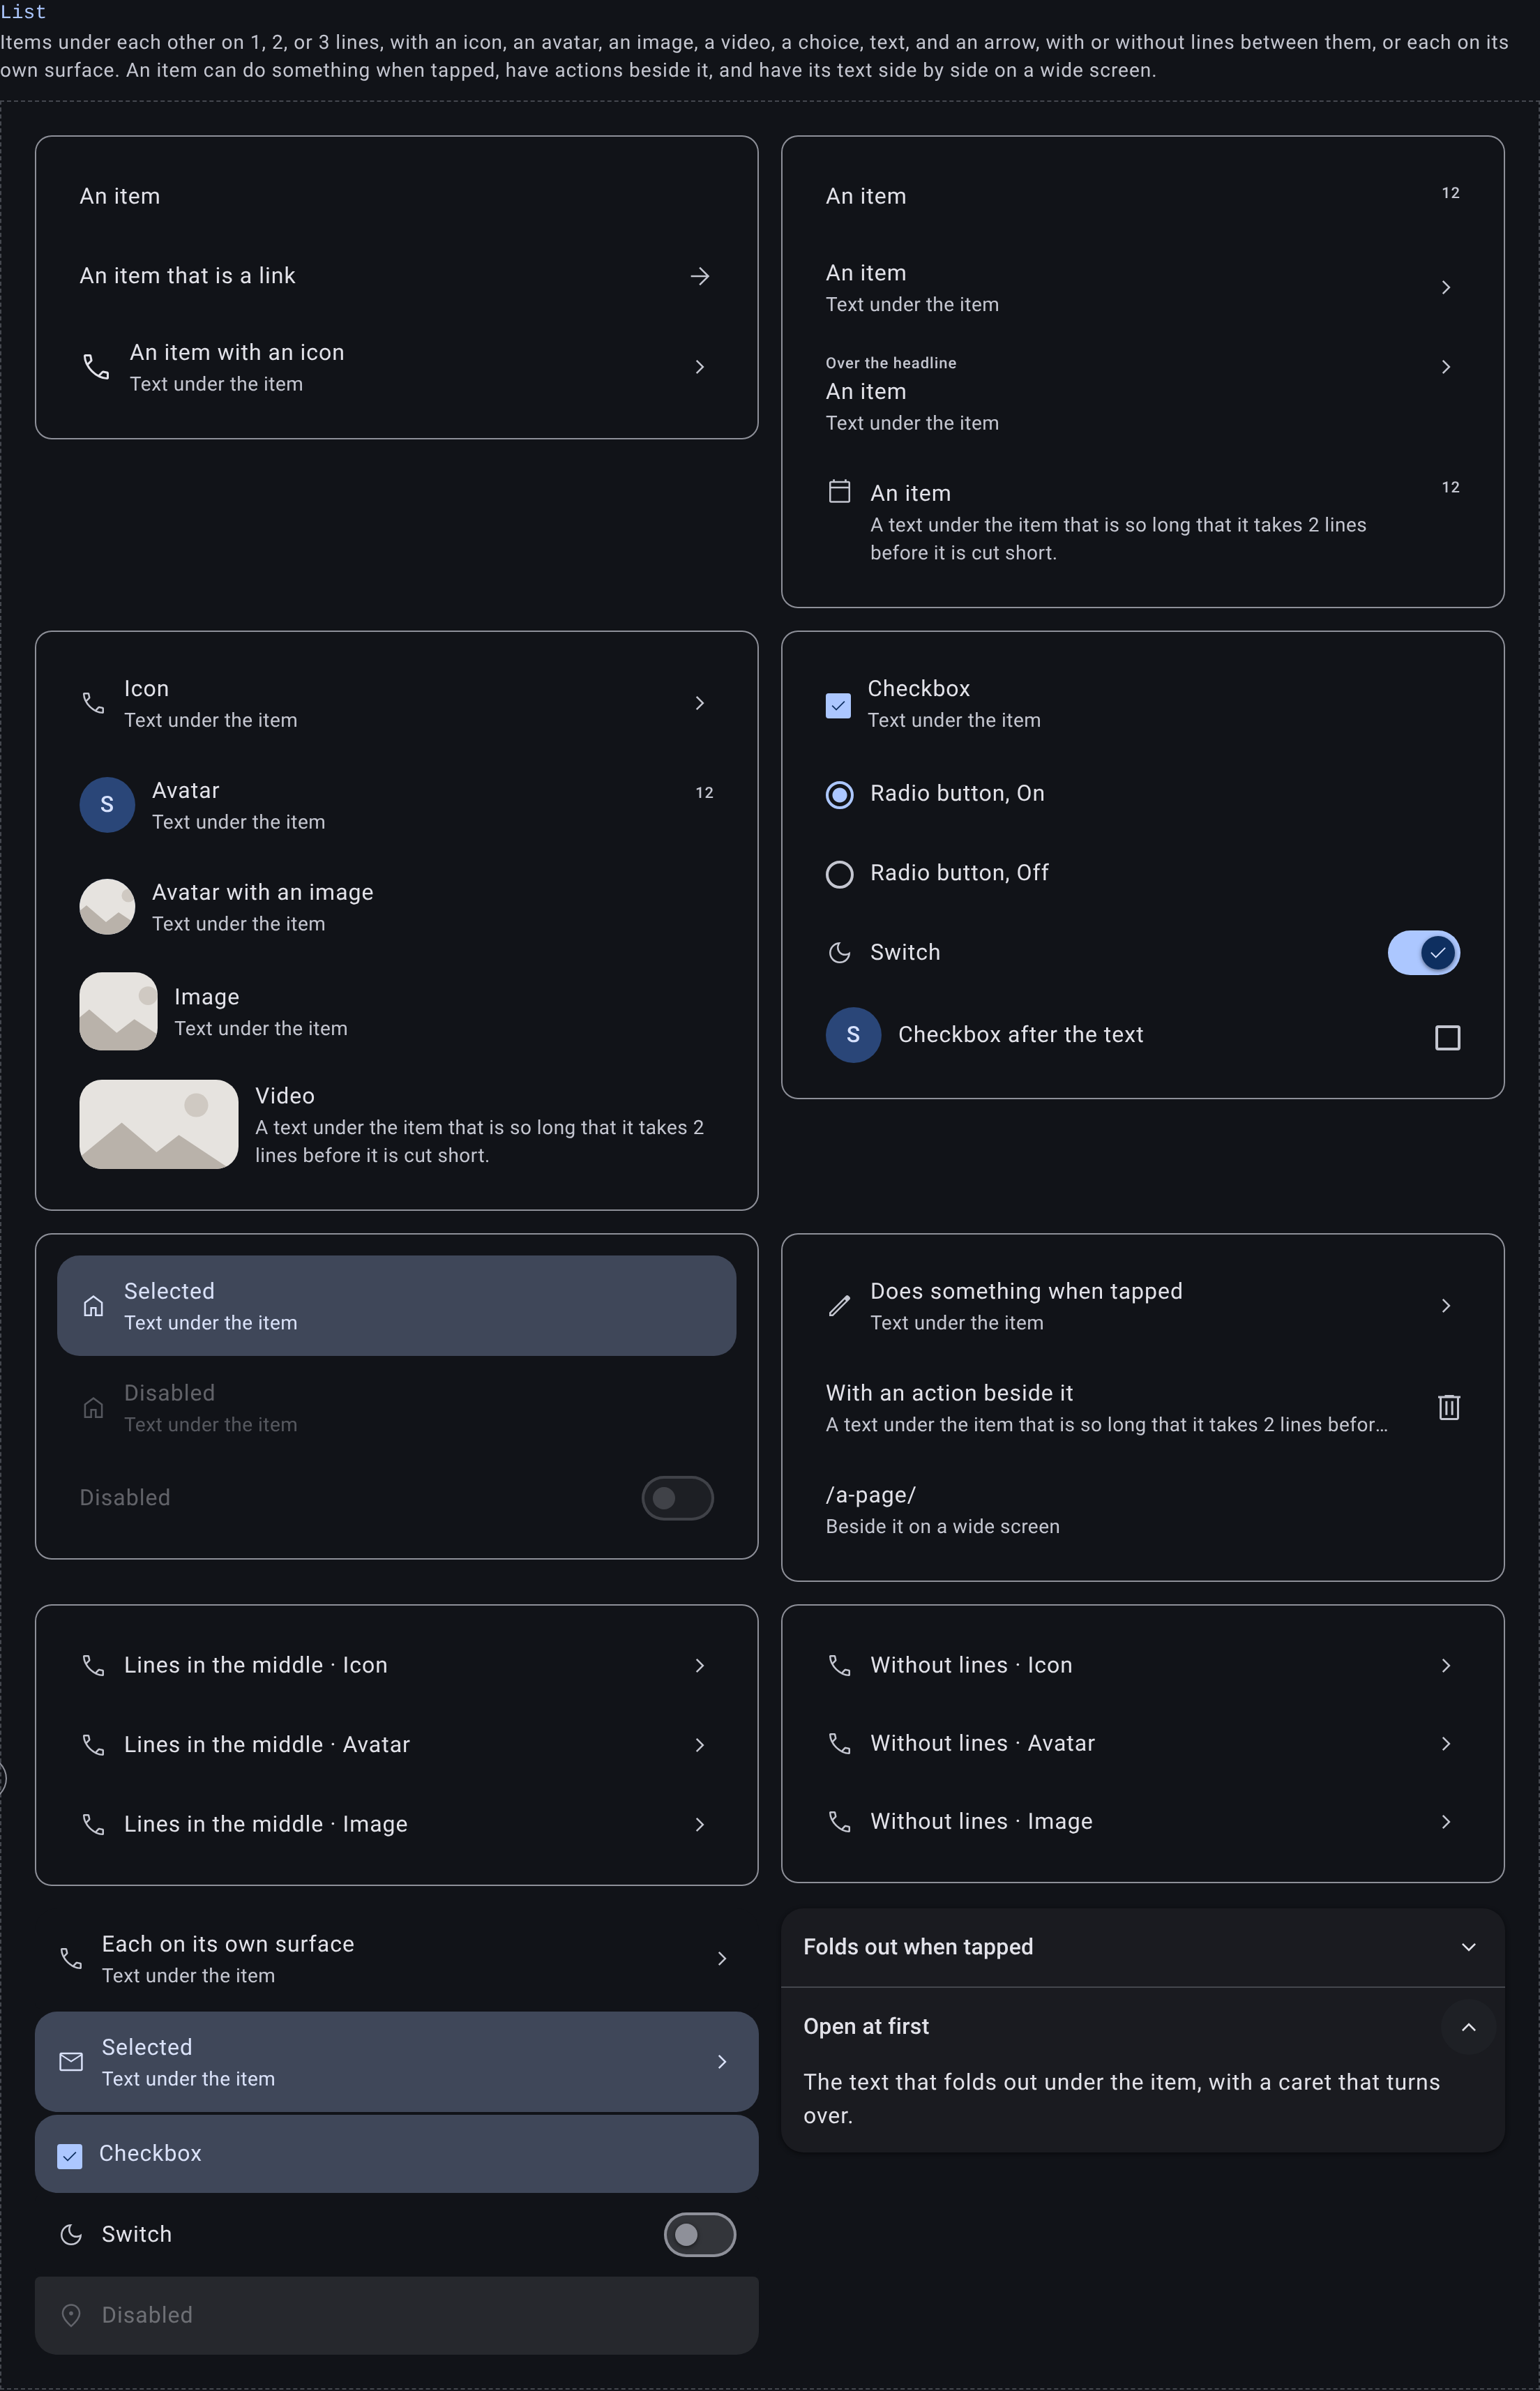 List
Items under each other on 1, 2, or 3 lines, with an icon, an avatar, an image, a video, a choice, text, and an arrow, with or without lines between them, or each on its
own surface. An item can do something when tapped, have actions beside it, and have its text side by side on a wide screen.
An item
An item that is a link
An item with an icon
Text under the item
An item
12
An item
Text under the item
Over the headline
An item
Text under the item
An item
12
A text under the item that is so long that it takes 2 lines
before it is cut short.
Icon
Text under the item
S
Avatar
12
Text under the item
Avatar with an image
Text under the item
Image
Text under the item
Video
A text under the item that is so long that it takes 2
lines before it is cut short.
Checkbox
Text under the item
Radio button, On
Radio button, Off
Switch
S
Checkbox after the text
Selected
Text under the item
Disabled
Text under the item
Disabled
Does something when tapped
Text under the item
With an action beside it
A text under the item that is so long that it takes 2 lines befor…
/a-page/
Beside it on a wide screen
Lines in the middle · Icon
Lines in the middle · Avatar
Lines in the middle · Image
Without lines · Icon
Without lines · Avatar
Without lines · Image
Each on its own surface
Text under the item
Selected
Text under the item
Checkbox
Switch
Disabled
Folds out when tapped
Open at first
The text that folds out under the item, with a caret that turns
over.